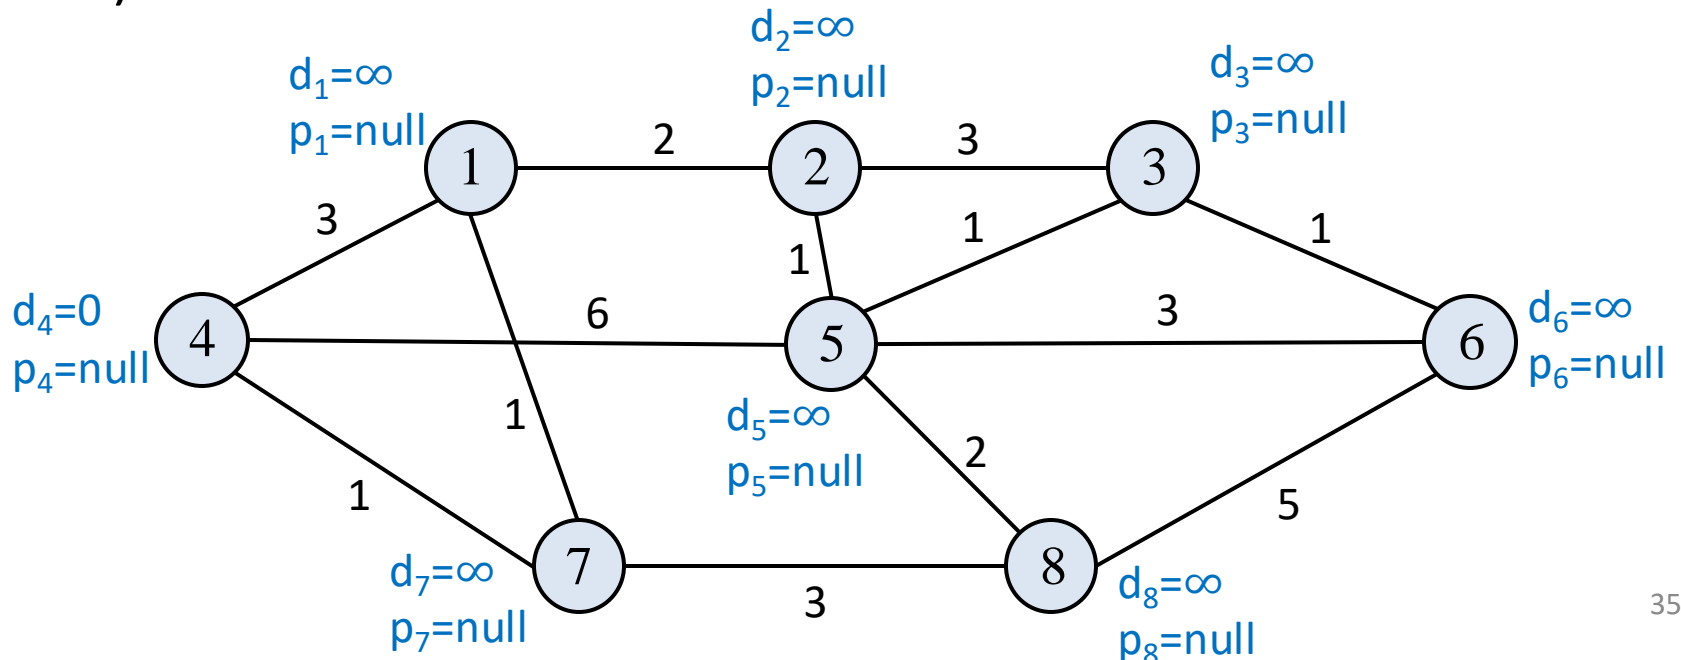 d2=∞
p2=null
d1=∞
p1=null
d3=∞
p3=null
2
3
1
2
3
3
1
1
1
d4=0
p4=null
6
3
4
5
6
d6=∞
p6=null
1
d5=∞
p5=null
2
1
5
7
8
d7=∞
p7=null
3
d8=∞
p8=null
35